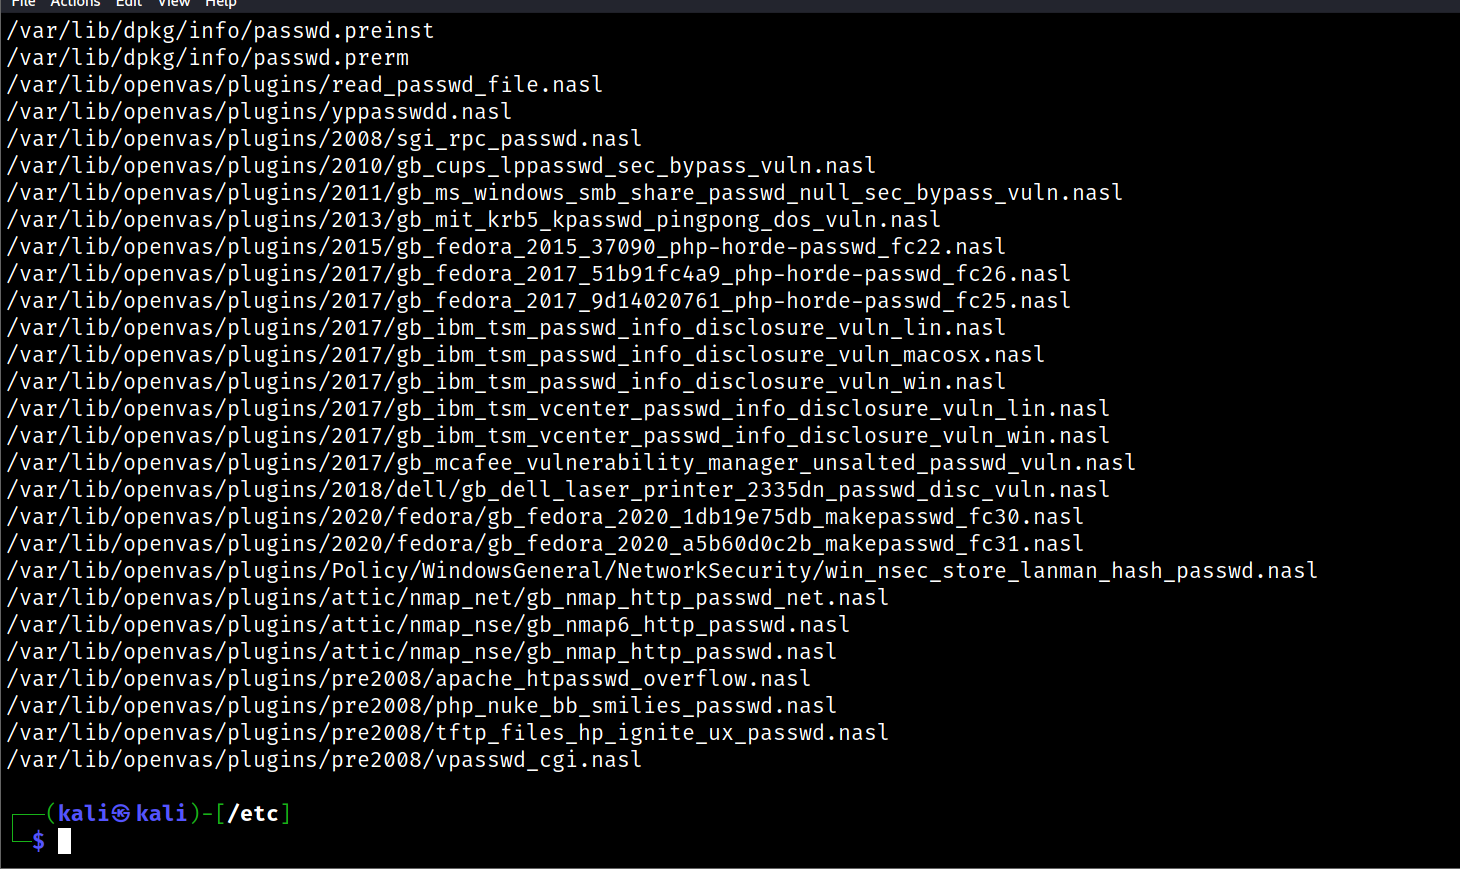 File Actions Edit View Help
/var/lib/dpkg/info/passwd.preinst
/var/lib/dpkg/info/passwd.prerm
/var/lib/openvas/plugins/read_passwd_file.nasl
/var/lib/openvas/plugins/yppasswdd.nasl
/var/lib/openvas/plugins/2008/sgi_rpc_passwd.nasl
/var/lib/openvas/plugins/2010/gb_cups_lppasswd_sec_bypass_vuln.nasl
/var/lib/openvas/plugins/2011/gb_ms_windows_smb_share_passwd_null_sec_bypass_vuln.nasl
/var/lib/openvas/plugins/2013/gb_mit_krb5_kpasswd_pingpong_dos_vuln.nasl
/var/lib/openvas/plugins/2015/gb_fedora_2015_37090_php-horde-passwd_fc22.nasl
/var/lib/openvas/plugins/2017/gb_fedora_2017_51b91fc4a9_php-horde-passwd_fc26.nasl
/var/lib/openvas/plugins/2017/gb_fedora_2017_9d14020761_php-horde-passwd_fc25.nasl
/var/lib/openvas/plugins/2017/gb_ibm_tsm_passwd_info_disclosure_vuln_lin.nasl
/var/lib/openvas/plugins/2017/gb_ibm_tsm_passwd_info_disclosure_vuln_macosx.nasl
/var/lib/openvas/plugins/2017/gb_ibm_tsm_passwd_info_disclosure_vuln_win.nasl
/var/lib/openvas/plugins/2017/gb_ibm_tsm_vcenter_passwd_info_disclosure_vuln_lin.nasl
/var/lib/openvas/plugins/2017/gb_ibm_tsm_vcenter_passwd_info_disclosure_vuln_win.nasl
/var/lib/openvas/plugins/2017/gb_mcafee_vulnerability_manager_unsalted_passwd_vuln.nasl
/var/lib/openvas/plugins/2018/dell/gb_dell_laser_printer_2335dn_passwd_disc_vuln.nasl
/var/lib/openvas/plugins/2020/fedora/gb_fedora_2020_1db19e75db_makepasswd_fc30.nasl
/var/lib/openvas/plugins/2020/fedora/gb_fedora_2020_a5b60d0c2b_makepasswd_fc31.nasl
/var/lib/openvas/plugins/Policy/WindowsGeneral/NetworkSecurity/win_nsec_store_lanman_hash_passwd.nasl
/var/lib/openvas/plugins/attic/nmap_net/gb_nmap_http_passwd_net.nasl
/var/lib/openvas/plugins/attic/nmap_nse/gb_nmap6_http_passwd.nasl
/var/lib/openvas/plugins/attic/nmap_nse/gb_nmap_http_passwd.nasl
/var/lib/openvas/plugins/pre2008/apache_htpasswd_overflow.nasl
/var/lib/openvas/plugins/pre2008/php_nuke_bb_smilies_passwd.nasl
/var/lib/openvas/plugins/pre2008/tftp_files_hp_ignite_ux_passwd.nasl
/var/lib/openvas/plugins/pre2008/vpasswd_cgi.nasl
┌──(kali㉿kali)-[/etc]
└─$